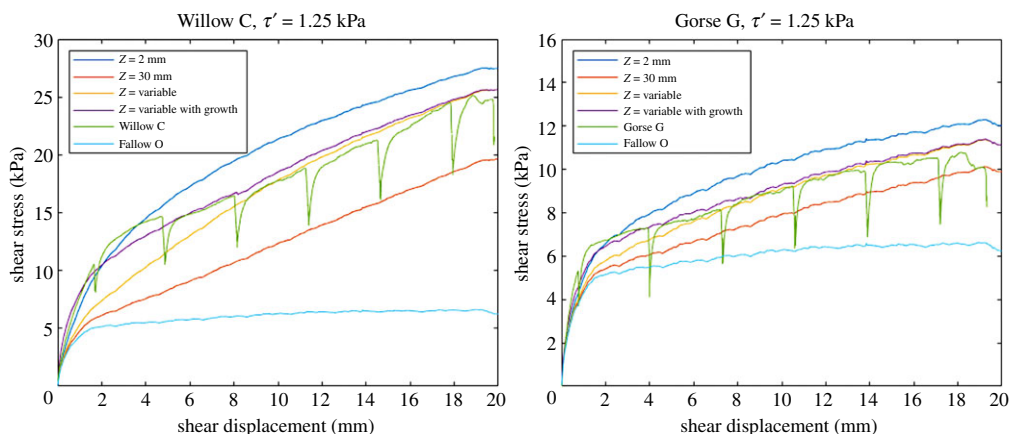 Willow C, τ′ = 1.25 kPa
30
25
20
15
10
5
0
shear stress (kPa)
Z = 2 mm
Z = 30 mm
Z = variable
Z = variable with growth
Willow C
Fallow O
2 4 6 8 10 12 14 16 18 20
shear displacement (mm)
Gorse G, τ′ = 1.25 kPa
16
14
12
10
8
6
4
2
0
shear stress (kPa)
Z = 2 mm
Z = 30 mm
Z = variable
Z = variable with growth
Gorse G
Fallow O
2 4 6 8 10 12 14 16 18 20
shear displacement (mm)